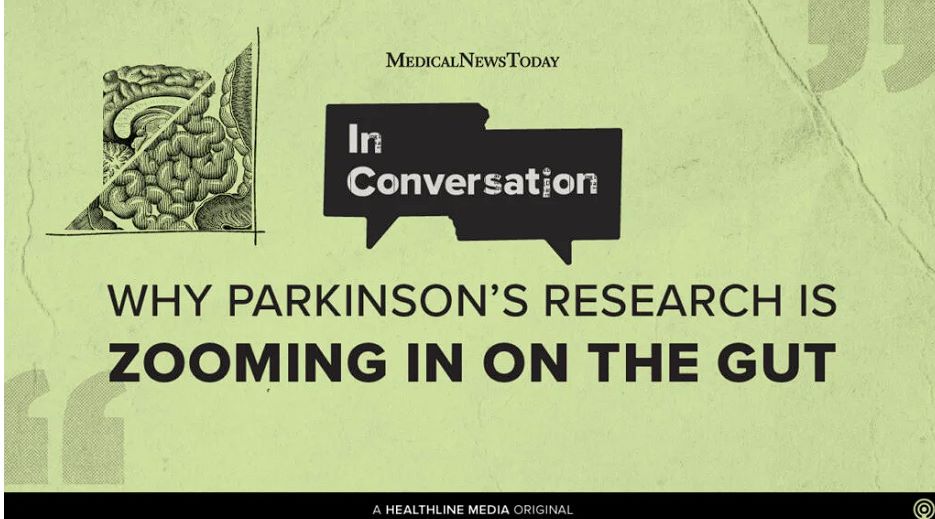 MEDICALNEWSTODAY
In
Conversation
WHY PARKINSON’S RESEARCH IS
ZOOMING IN ON THE GUT
A HEALTHLINE MEDIA ORIGINAL